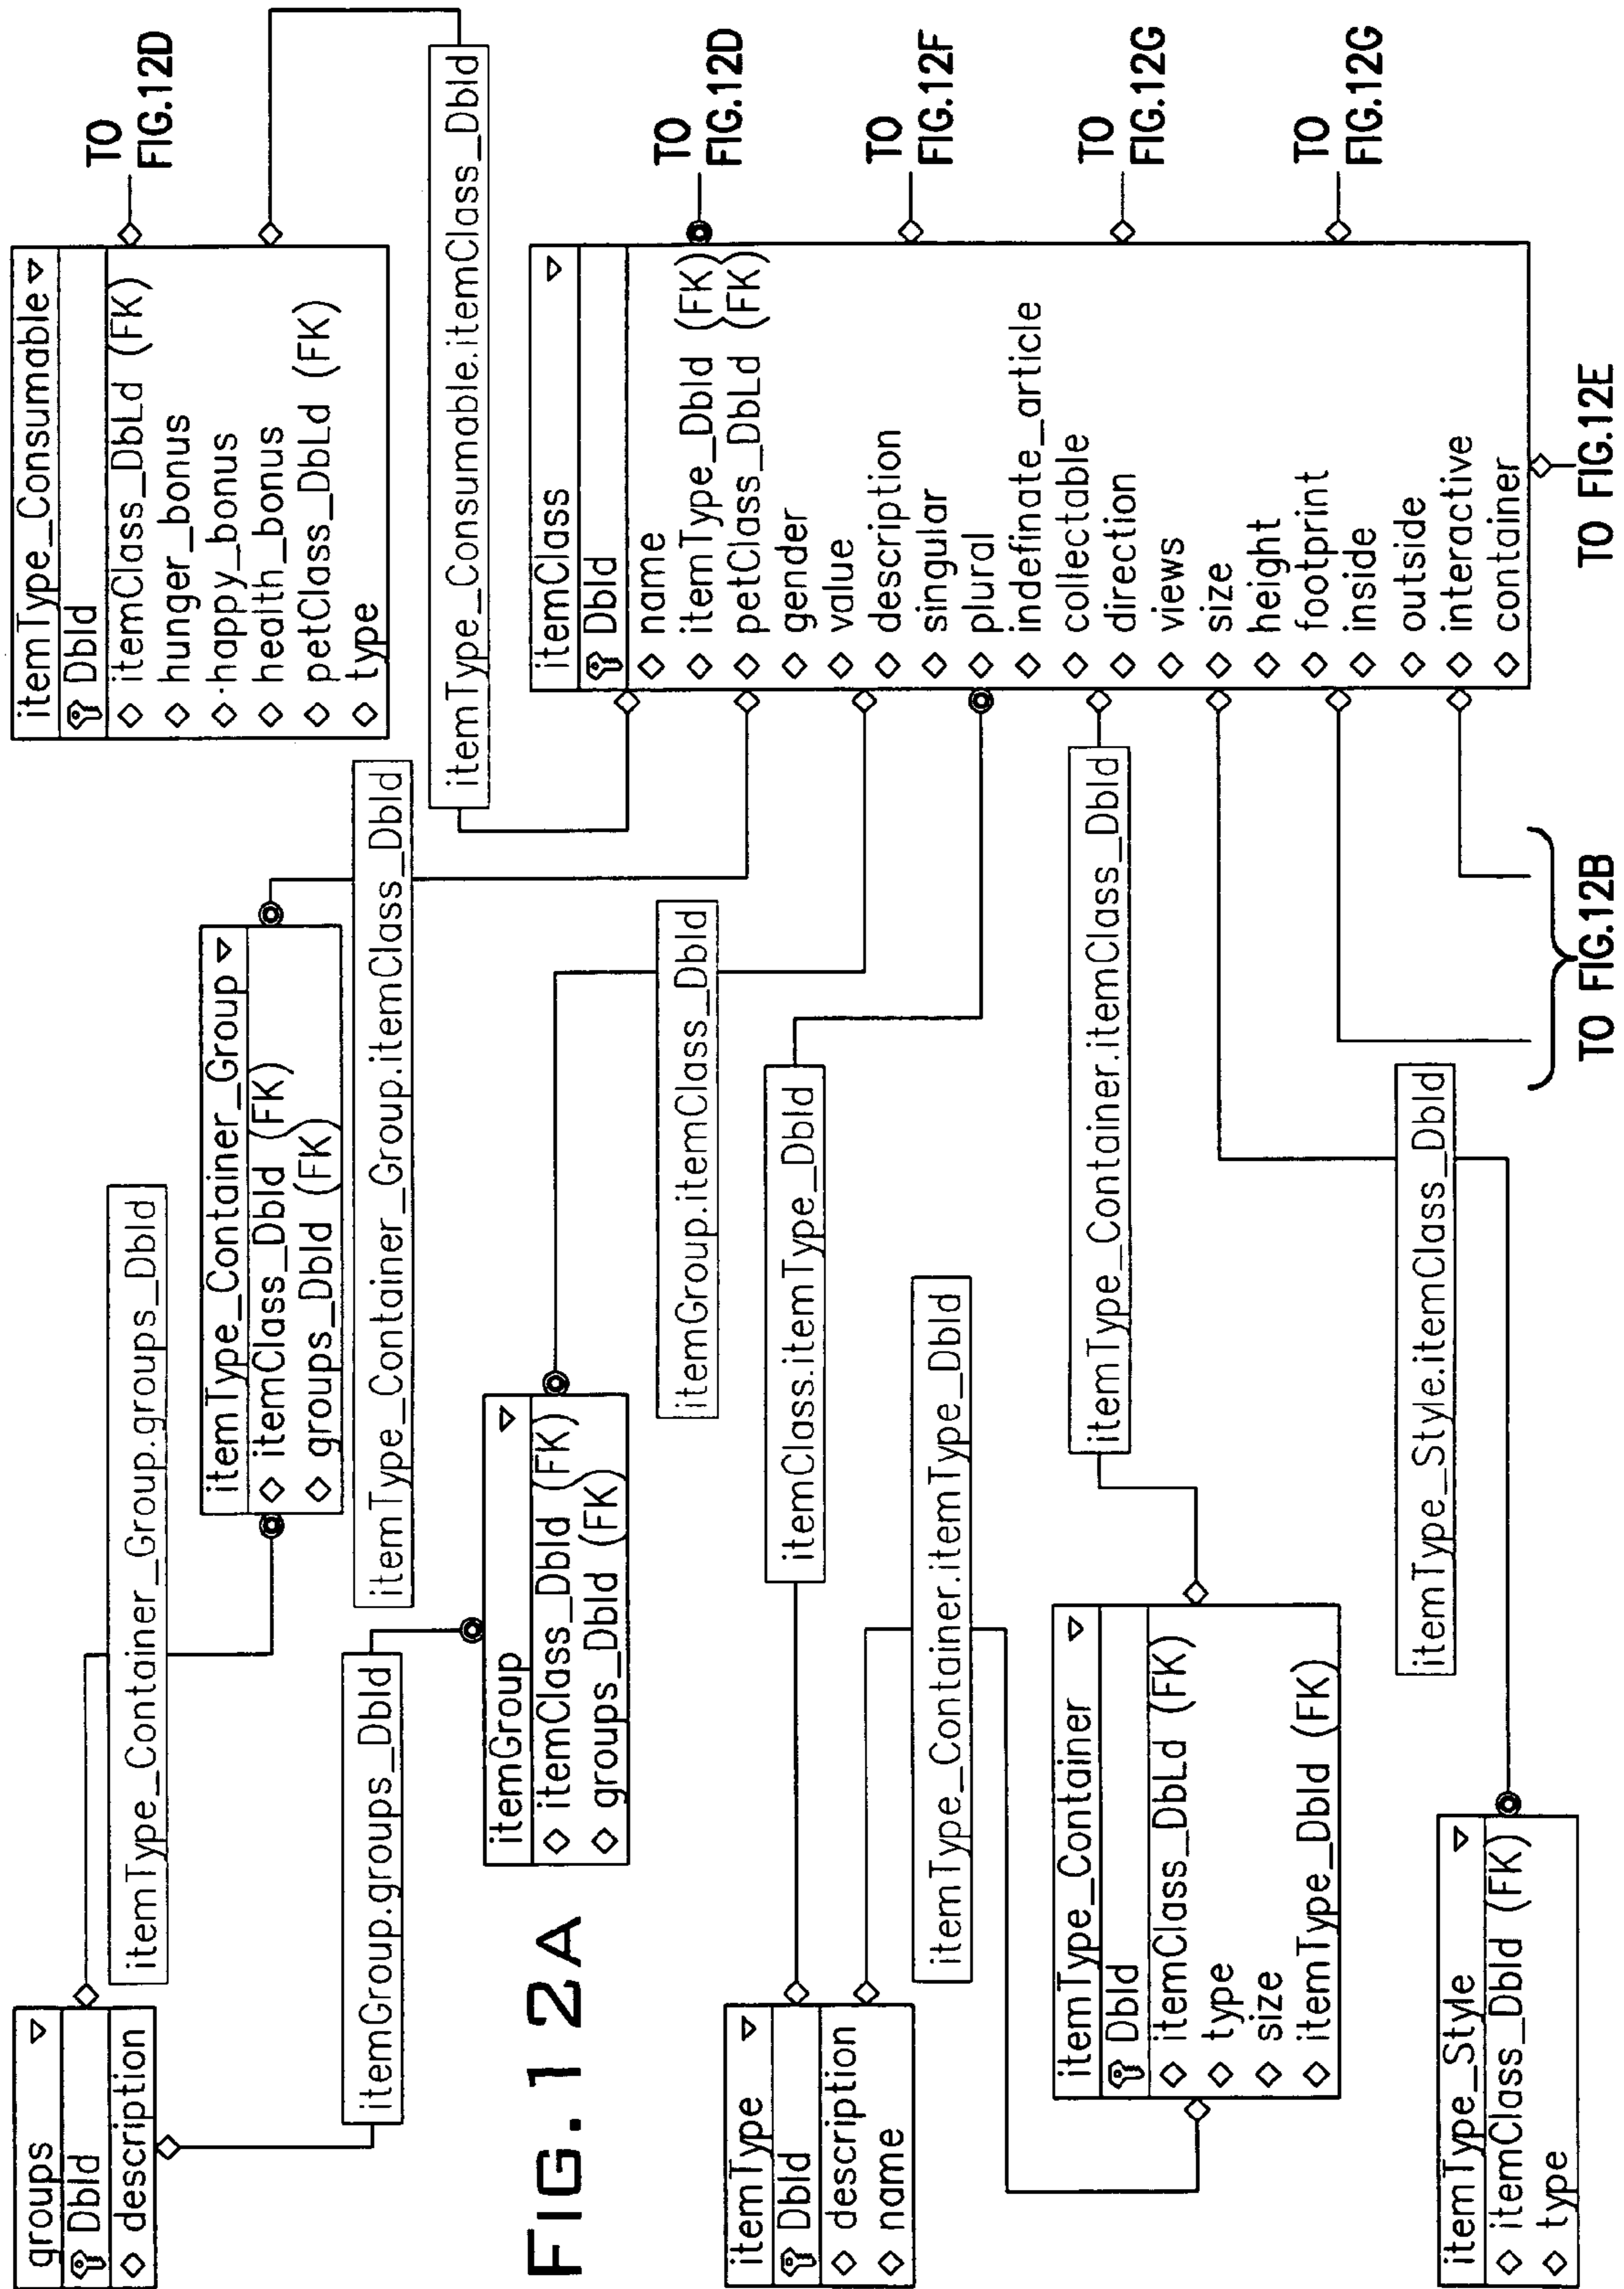 groups
DbId
description
itemType_Container_Group.groups_DbId
itemGroup.groups_DbId
itemType_Container_Group
itemClass_DbId (FK)
groups_DbId (FK)
itemType_Container_Group.itemClass_DbId
itemType_Consumable
DbId
itemClass_DbLd (FK)
hunger_bonus
happy_bonus
health_bonus
petClass_DbLd (FK)
type
TO
FIG.12D
itemType_Consumable.itemClass_DbId
FIG.12A
itemGroup
itemClass_DbId (FK)
groups_DbId (FK)
itemGroup.itemClass_DbId
itemClass.itemType_DbId
itemType
DbId
description
name
itemType_Container.itemType_DbId
itemClass
DbId
name
itemType_DbId (FK)
petClass_DbLd (FK)
gender
value
description
singular
plural
indefinate_article
collectable
direction
views
size
height
footprint
inside
outside
interactive
container
TO
FIG.12D
TO
FIG.12F
TO
FIG.12G
TO
FIG.12G
itemType_Container
DbId
itemClass_DbLd (FK)
type
size
itemType_DbId (FK)
itemType_Container.itemClass_DbId
itemType_Style
itemClass_DbId (FK)
type
itemType_Style.itemClass_DbId
TO FIG.12B
TO FIG.12E